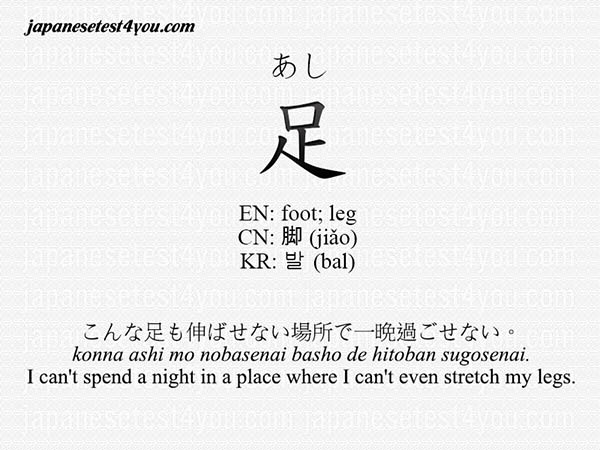 japanesetest4you.com
あし
足
EN: foot; leg
CN: 脚 (jiǎo)
KR: 발 (bal)
こんな足も伸ばせない場所で一晩過ごせない。
konna ashi mo nobasenai basho de hitoban sugosenai.
I can't spend a night in a place where I can't even stretch my legs.